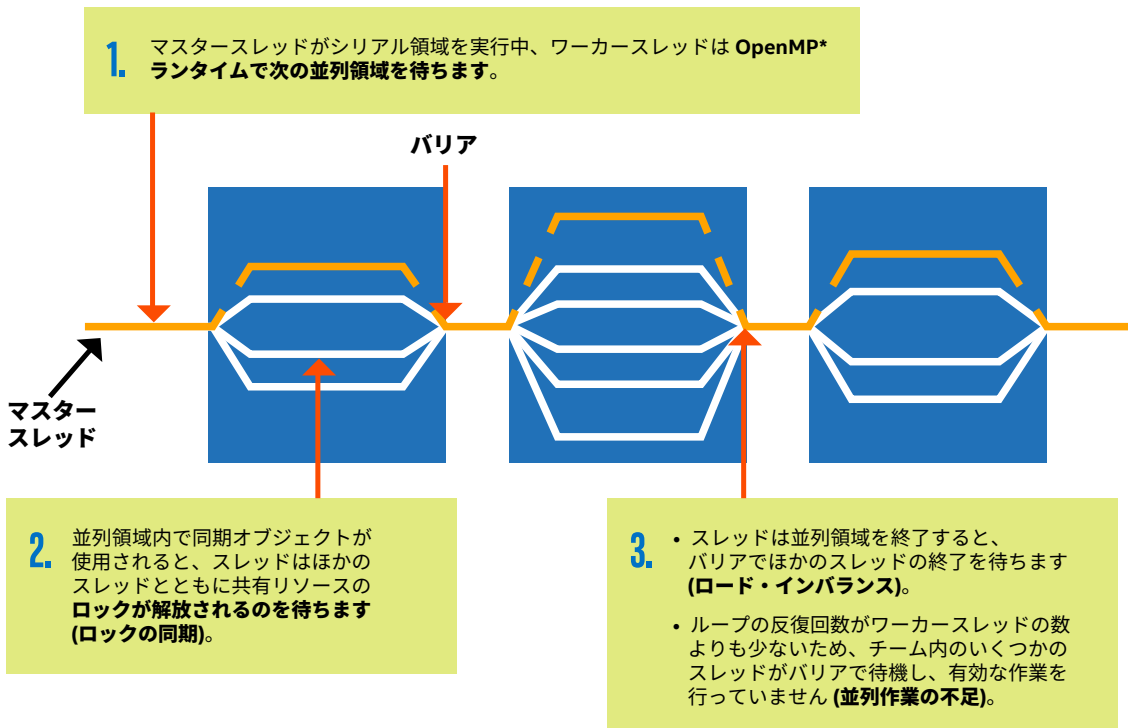 1. マスタースレッドがシリアル領域を実行中、ワーカースレッドは OpenMP*
ランタイムで次の並列領域を待ちます。
バリア
マスター
スレッド
2. 並列領域内で同期オブジェクトが
使用されると、スレッドはほかの
スレッドとともに共有リソースの
ロックが解放されるのを待ちます
(ロックの同期)。
3. • スレッドは並列領域を終了すると、
バリアでほかのスレッドの終了を待ちます
(ロード・インバランス)。
• ループの反復回数がワーカースレッドの数
よりも少ないため、チーム内のいくつかの
スレッドがバリアで待機し、有効な作業を
行っていません (並列作業の不足)。